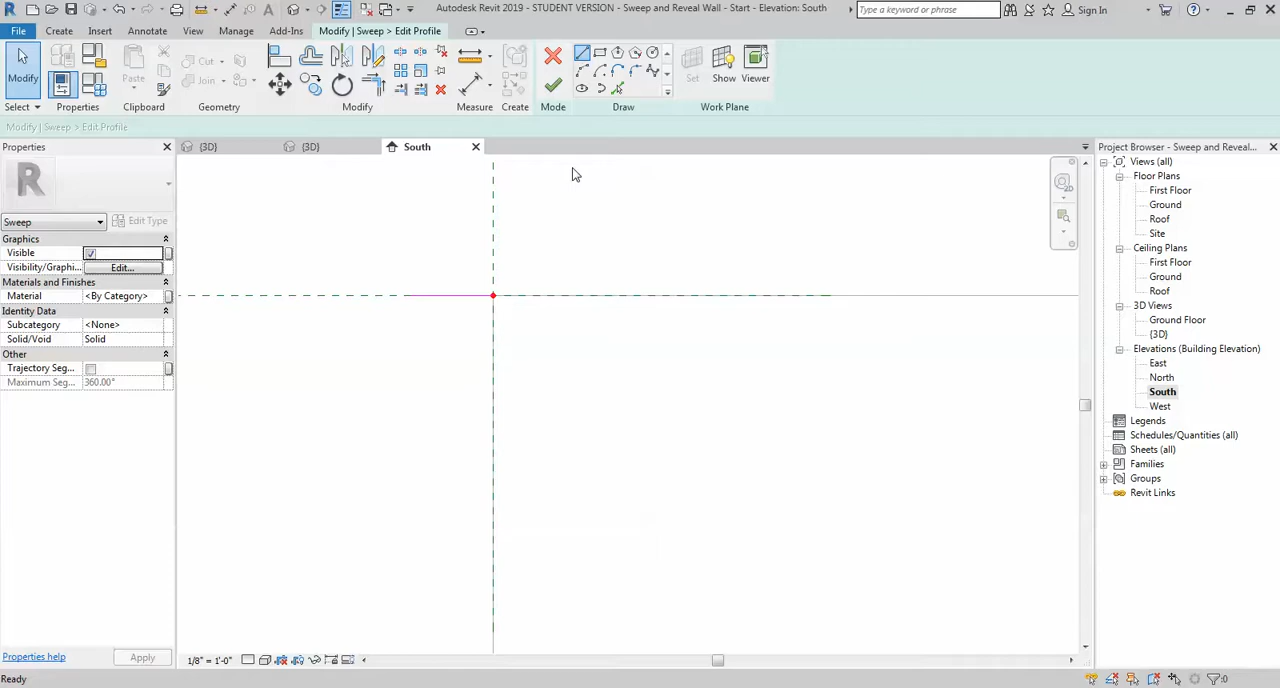 Autodesk Revit 2019 - STUDENT VERSION - Sweep and Reveal Wall - Start - Elevation: South
Type a keyword or phrase
Sign In
File Create Insert Annotate View Manage Add-Ins Modify | Sweep > Edit Profile
Modify Paste Cut Join Set Show Viewer
Select Properties Clipboard Geometry Modify Measure Create Mode Draw Work Plane
Modify | Sweep > Edit Profile
Properties
Sweep
Edit Type
Graphics
Visible
Visibility/Graphi... Edit...
Materials and Finishes
Material <By Category>
Identity Data
Subcategory <None>
Solid/Void Solid
Other
Trajectory Seg...
Maximum Seg... 360.00°
Properties help
Apply
{3D} {3D} South
2D
1/8" = 1'-0"
Project Browser - Sweep and Reveal...
Views (all)
Floor Plans
First Floor
Ground
Roof
Site
Ceiling Plans
First Floor
Ground
Roof
3D Views
Ground Floor
{3D}
Elevations (Building Elevation)
East
North
South
West
Legends
Schedules/Quantities (all)
Sheets (all)
Families
Groups
Revit Links
Ready
:0